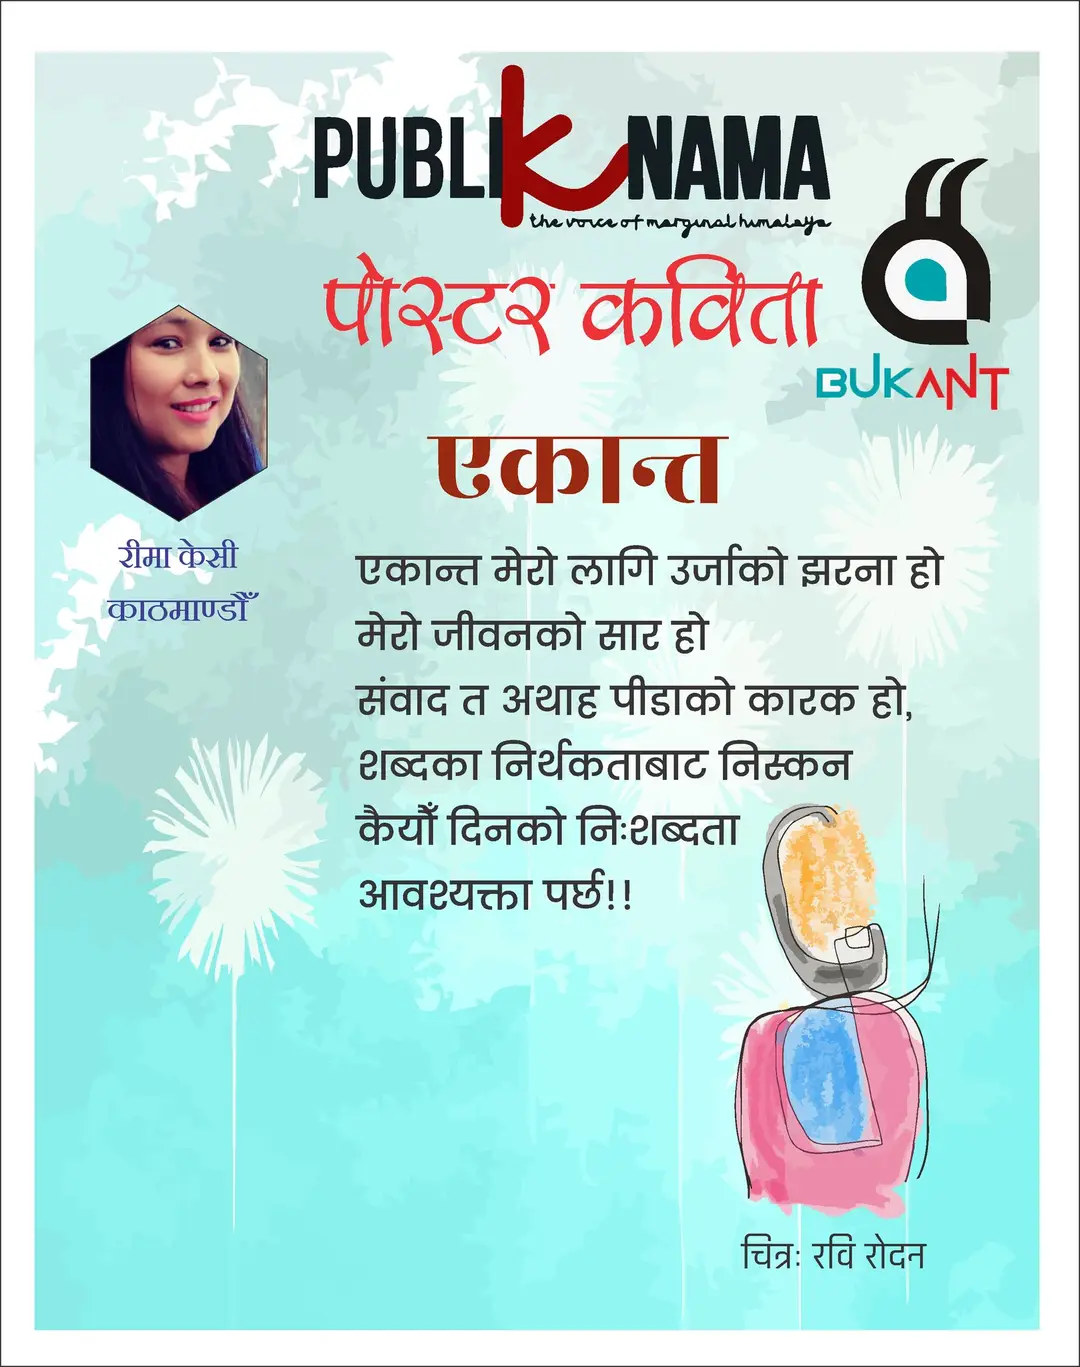 PUBLIKNAMA
the voice of marginal himalaya
पोस्टर कविता
BUKANT
एकान्त
रीमा केसी
काठमाण्डौँ
एकान्त मेरो लागि उर्जाको झरना हो
मेरो जीवनको सार हो
संवाद त अथाह पीडाको कारक हो,
शब्दका निर्थकताबाट निस्कन
कैयौँ दिनको निःशब्दता
आवश्यक्ता पर्छ!!
चित्रः रवि रोदन